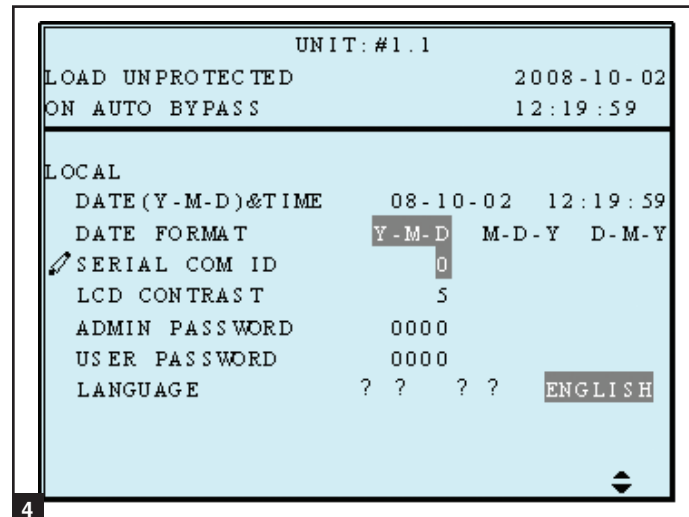 UNIT:#1.1
LOAD UNPROTECTED 2008-10-02
ON AUTO BYPASS 12:19:59
LOCAL
DATE(Y-M-D)&TIME 08-10-02 12:19:59
DATE FORMAT Y-M-D M-D-Y D-M-Y
SERIAL COM ID 0
LCD CONTRAST 5
ADMIN PASSWORD 0000
USER PASSWORD 0000
LANGUAGE ? ? ? ? ENGLISH
4